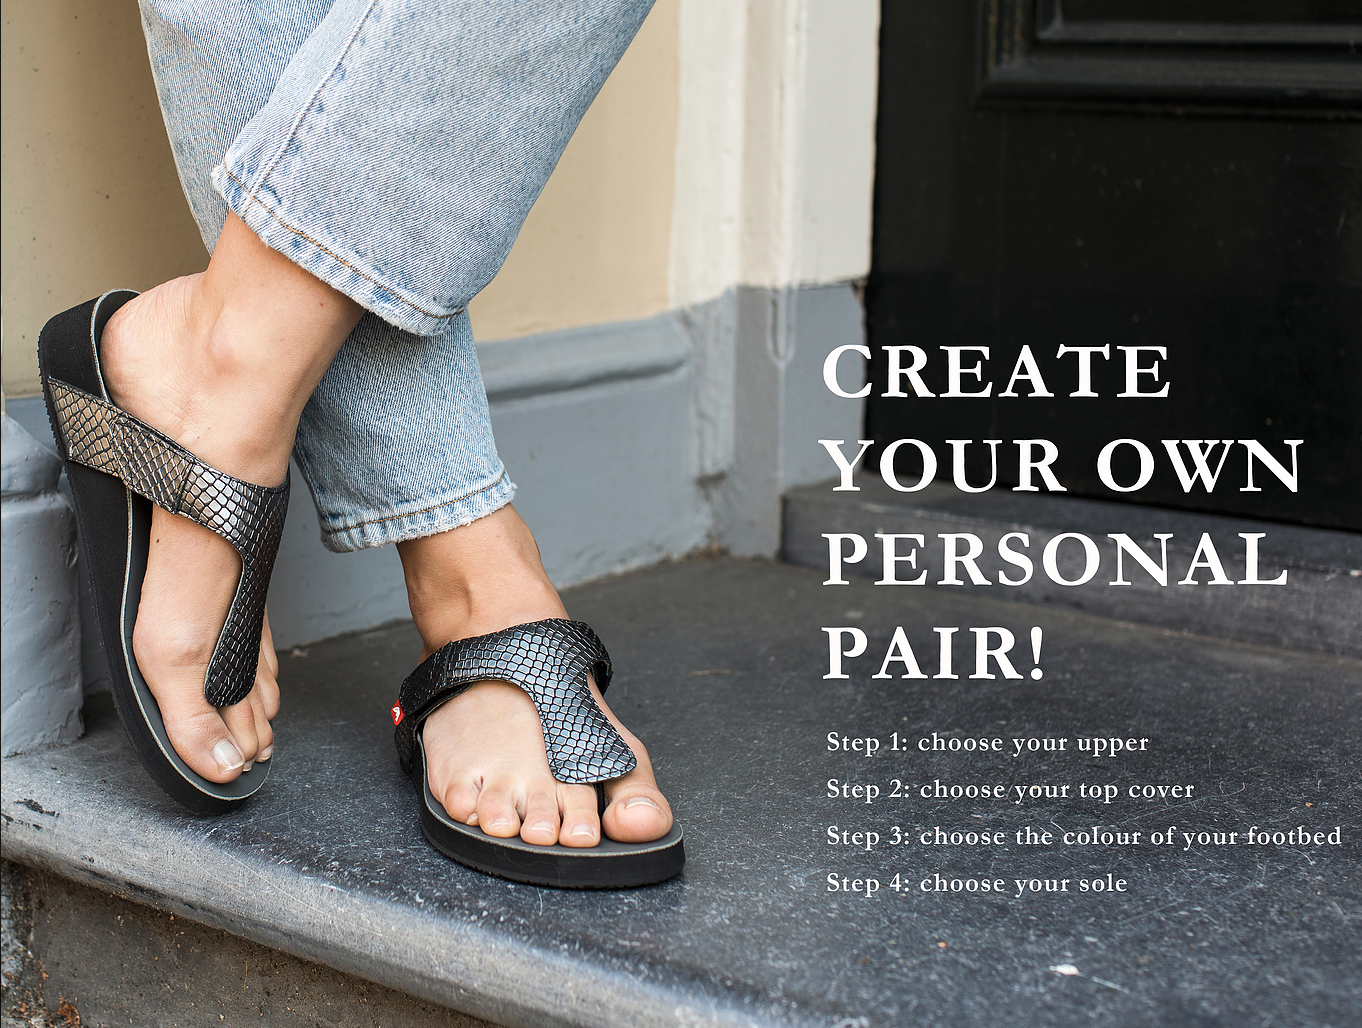 CREATE
YOUR OWN
PERSONAL
PAIR!
Step 1: choose your upper
Step 2: choose your top cover
Step 3: choose the colour of your footbed
Step 4: choose your sole